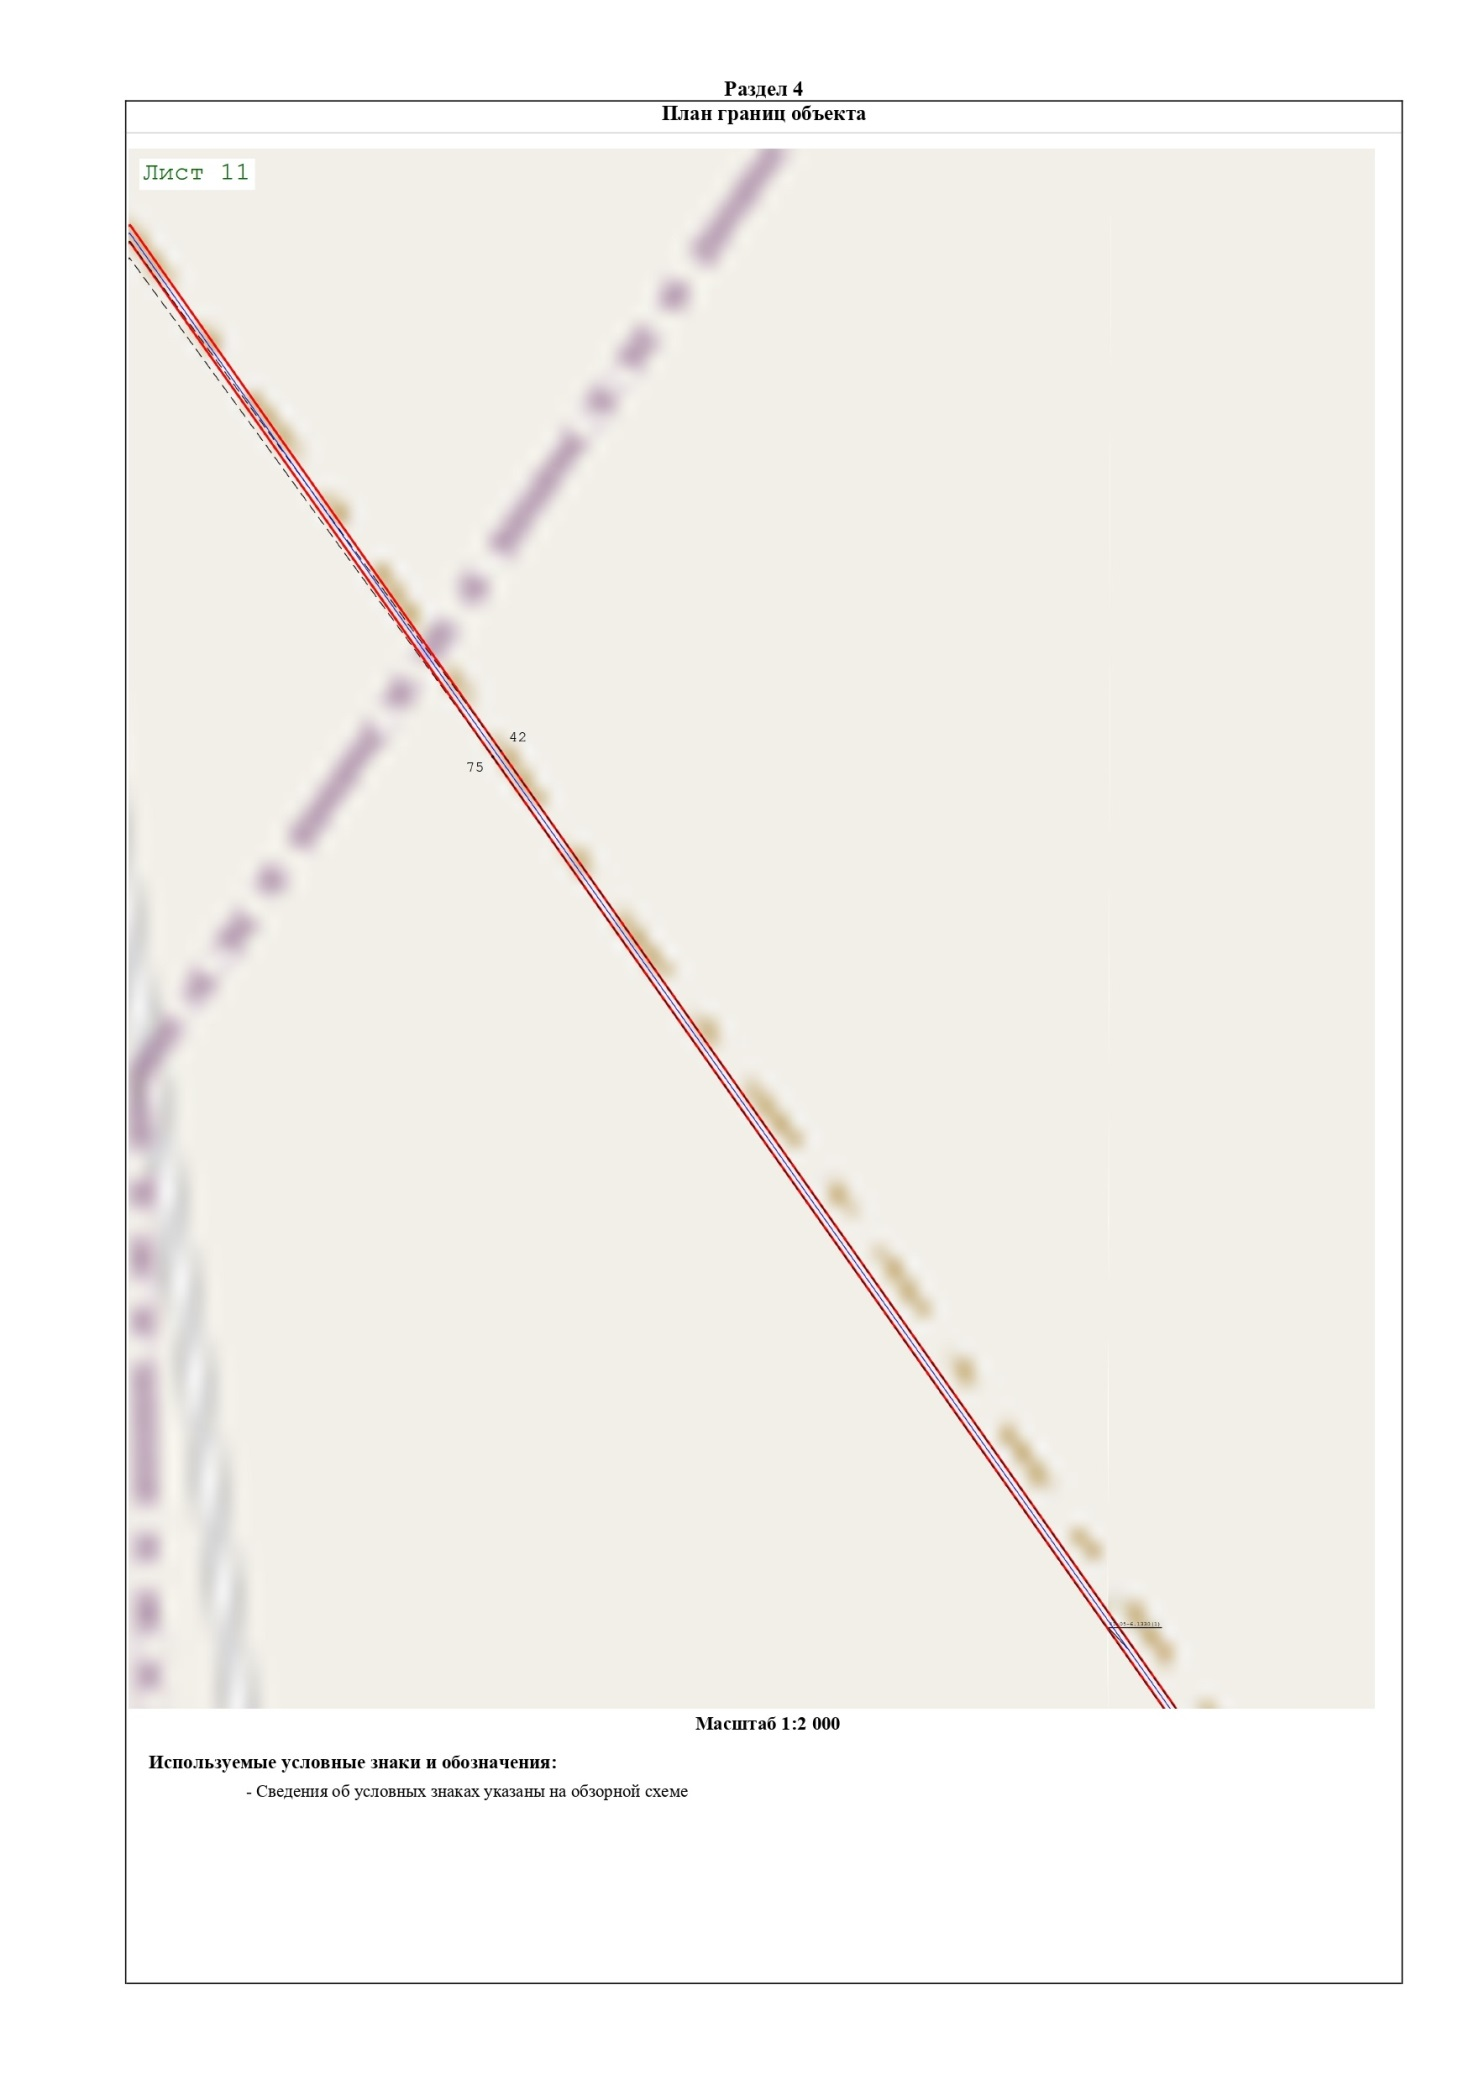 Раздел 4
План границ объекта
Лист 11
42
75
Масштаб 1:2 000
Используемые условные знаки и обозначения:
- Сведения об условных знаках указаны на обзорной схеме